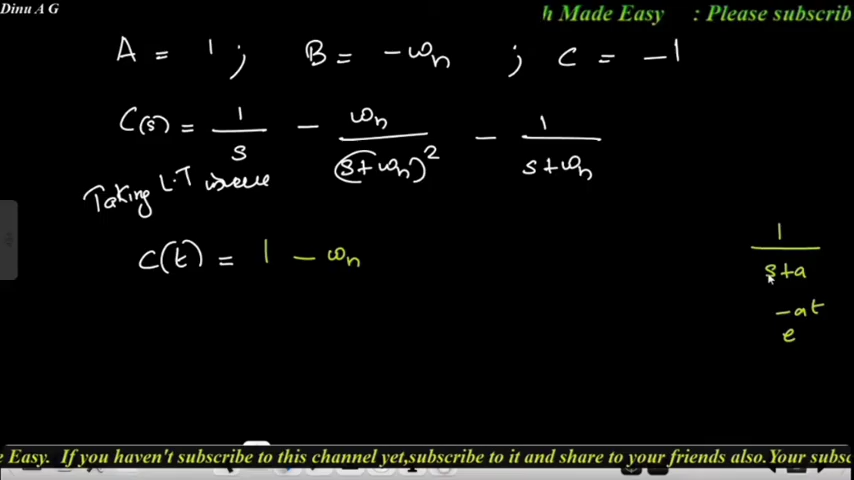 Dinu A G
h Made Easy : Please subscrib
A = 1 ; B = -ωn ; C = -1
C(s) = 1/s - ωn/(s+ωn)² - 1/(s+ωn)
Taking L.T inverse
C(t) = 1 - ωn
1/(s+a)
e^-at
e Easy. If you haven't subscribe to this channel yet,subscribe to it and share to your friends also.Your subsc